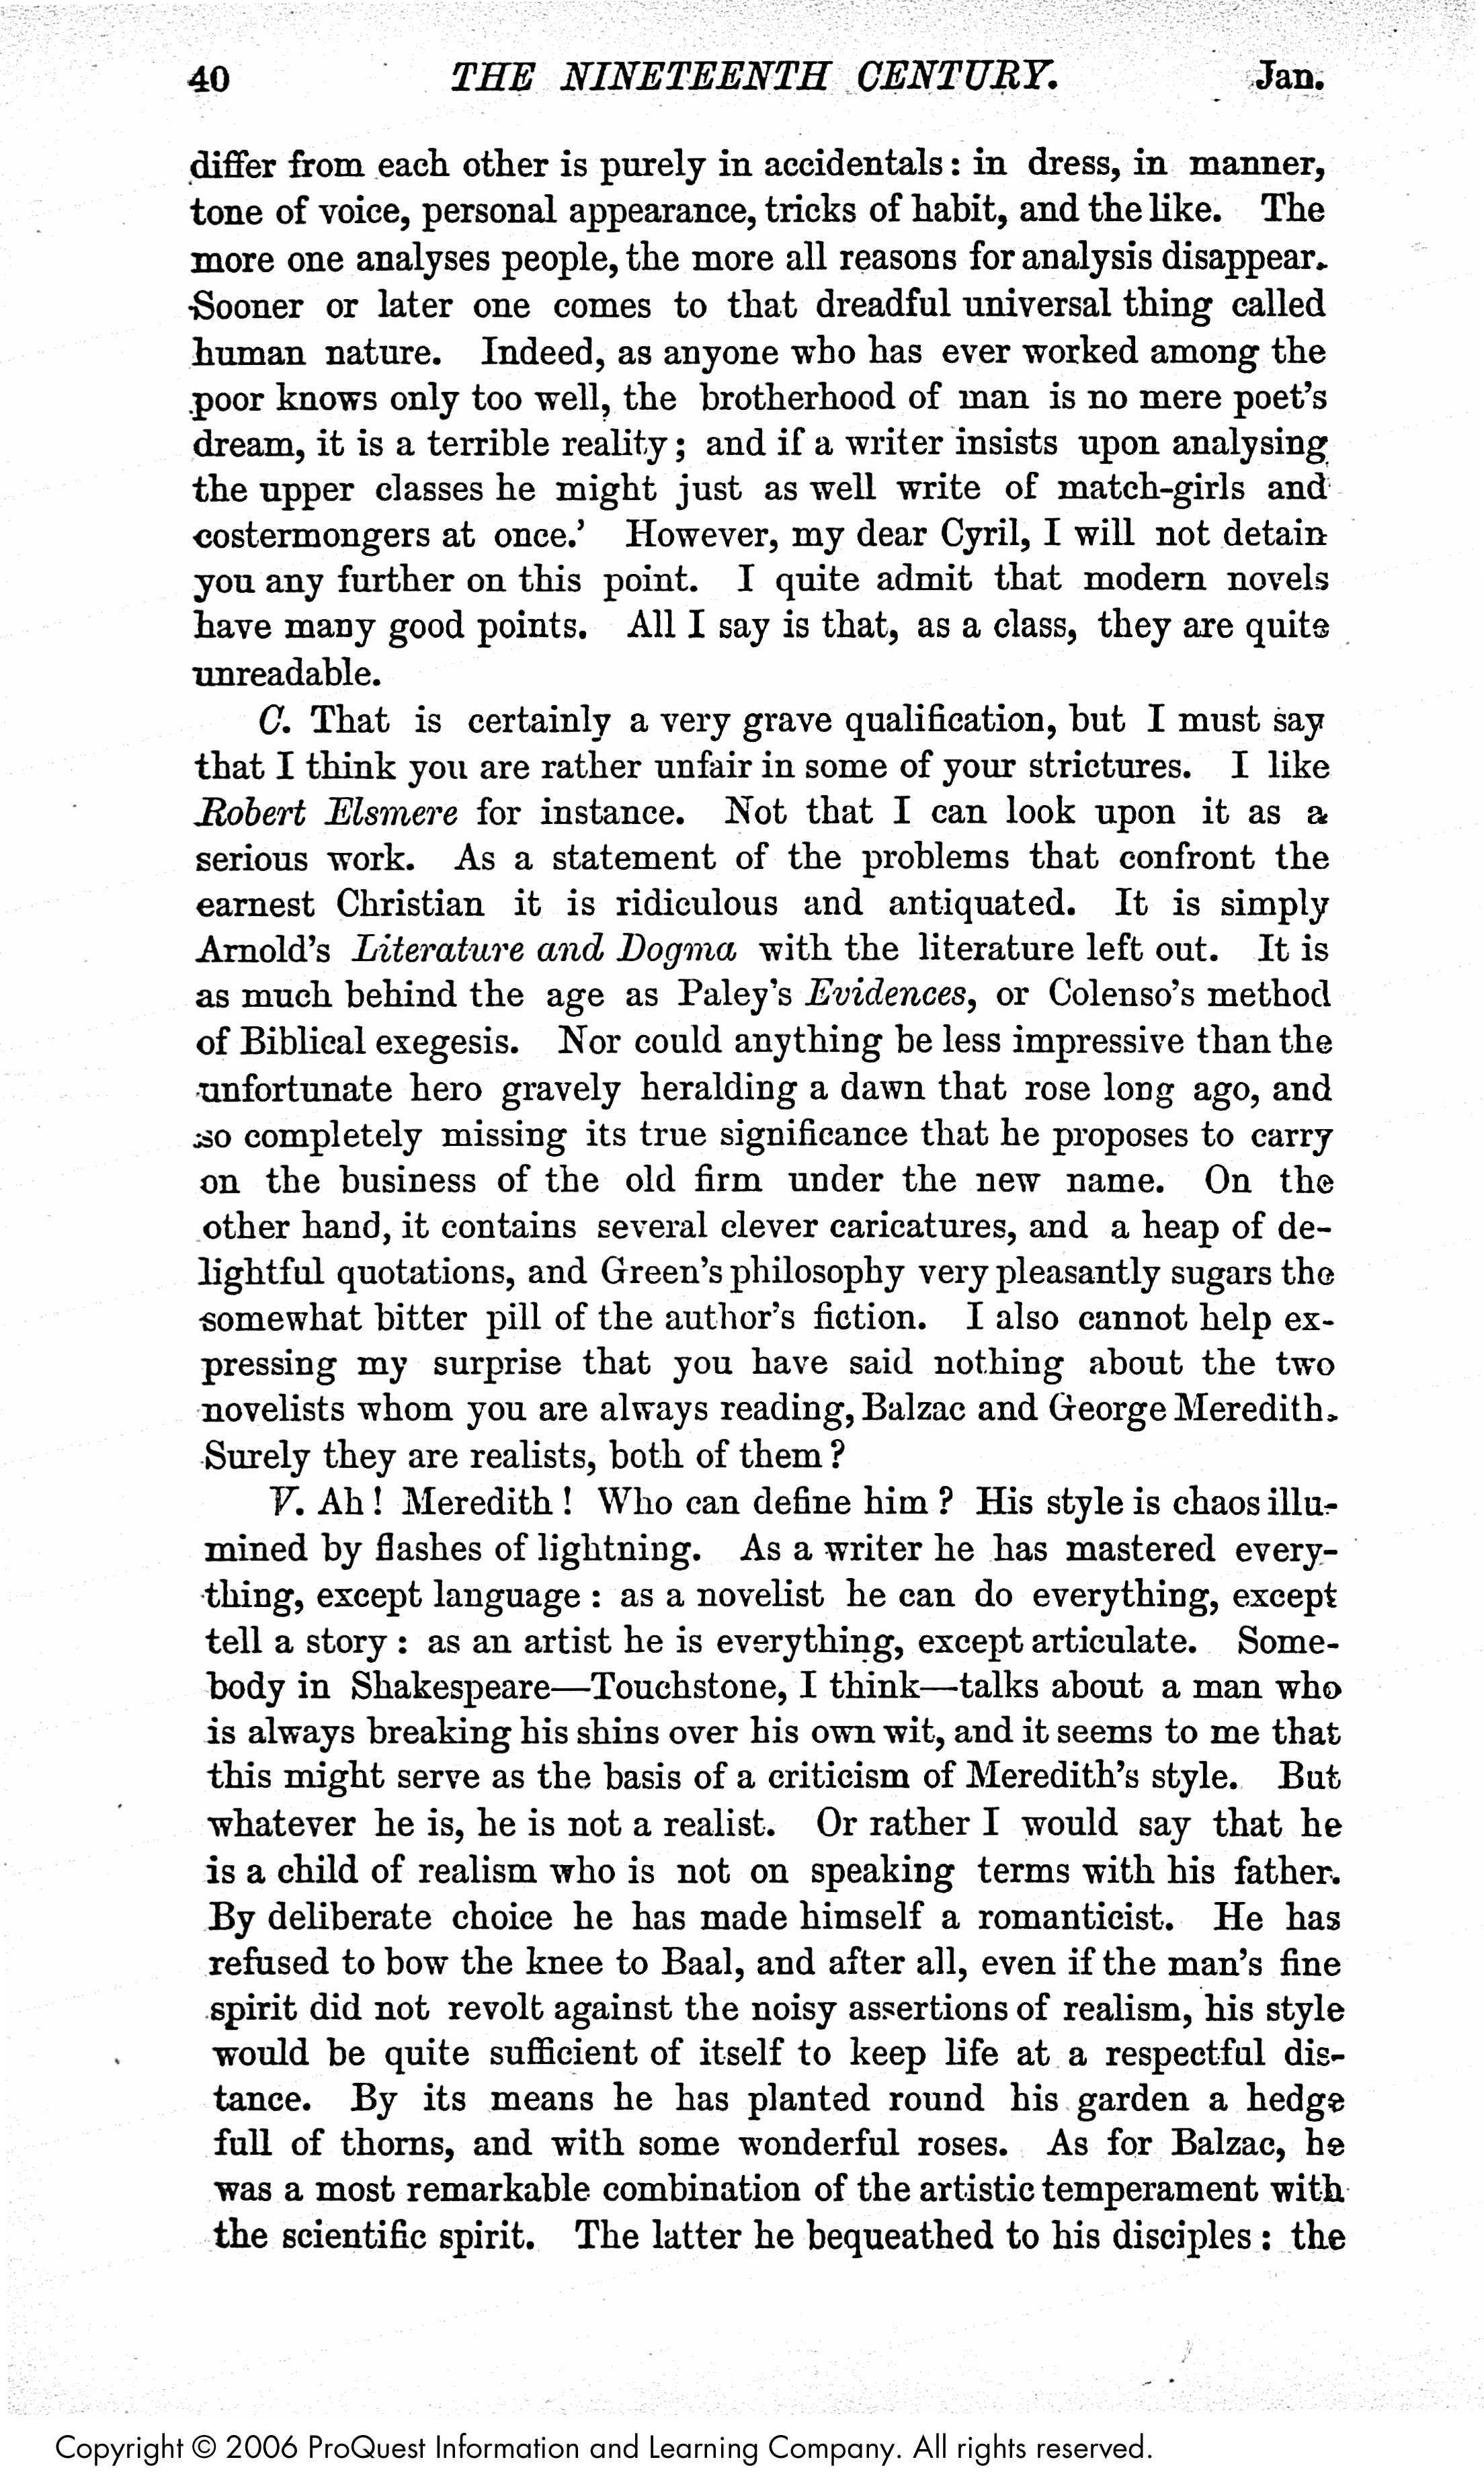 40 THE NINETEENTH CENTURY. Jan.
differ from each other is purely in accidentals: in dress, in manner,
tone of voice, personal appearance, tricks of habit, and the like. The
more one analyses people, the more all reasons for analysis disappear.
Sooner or later one comes to that dreadful universal thing called
human nature. Indeed, as anyone who has ever worked among the
poor knows only too well, the brotherhood of man is no mere poet's
dream, it is a terrible reality; and if a writer insists upon analysing
the upper classes he might just as well write of match-girls and
costermongers at once.' However, my dear Cyril, I will not detain
you any further on this point. I quite admit that modern novels
have many good points. All I say is that, as a class, they are quite
unreadable.
C. That is certainly a very grave qualification, but I must say
that I think you are rather unfair in some of your strictures. I like
Robert Elsmere for instance. Not that I can look upon it as a
serious work. As a statement of the problems that confront the
earnest Christian it is ridiculous and antiquated. It is simply
Arnold's Literature and Dogma with the literature left out. It is
as much behind the age as Paley's Evidences, or Colenso's method
of Biblical exegesis. Nor could anything be less impressive than the
unfortunate hero gravely heralding a dawn that rose long ago, and
so completely missing its true significance that he proposes to carry
on the business of the old firm under the new name. On the
other hand, it contains several clever caricatures, and a heap of de-
lightful quotations, and Green's philosophy very pleasantly sugars the
somewhat bitter pill of the author's fiction. I also cannot help ex-
pressing my surprise that you have said nothing about the two
novelists whom you are always reading, Balzac and George Meredith.
Surely they are realists, both of them?
V. Ah! Meredith! Who can define him? His style is chaos illu-
mined by flashes of lightning. As a writer he has mastered every-
thing, except language: as a novelist he can do everything, except
tell a story: as an artist he is everything, except articulate. Some-
body in Shakespeare—Touchstone, I think—talks about a man who
is always breaking his shins over his own wit, and it seems to me that
this might serve as the basis of a criticism of Meredith's style. But
whatever he is, he is not a realist. Or rather I would say that he
is a child of realism who is not on speaking terms with his father.
By deliberate choice he has made himself a romanticist. He has
refused to bow the knee to Baal, and after all, even if the man's fine
spirit did not revolt against the noisy assertions of realism, his style
would be quite sufficient of itself to keep life at a respectful dis-
tance. By its means he has planted round his garden a hedge
full of thorns, and with some wonderful roses. As for Balzac, he
was a most remarkable combination of the artistic temperament with
the scientific spirit. The latter he bequeathed to his disciples: the
Copyright © 2006 ProQuest Information and Learning Company. All rights reserved.